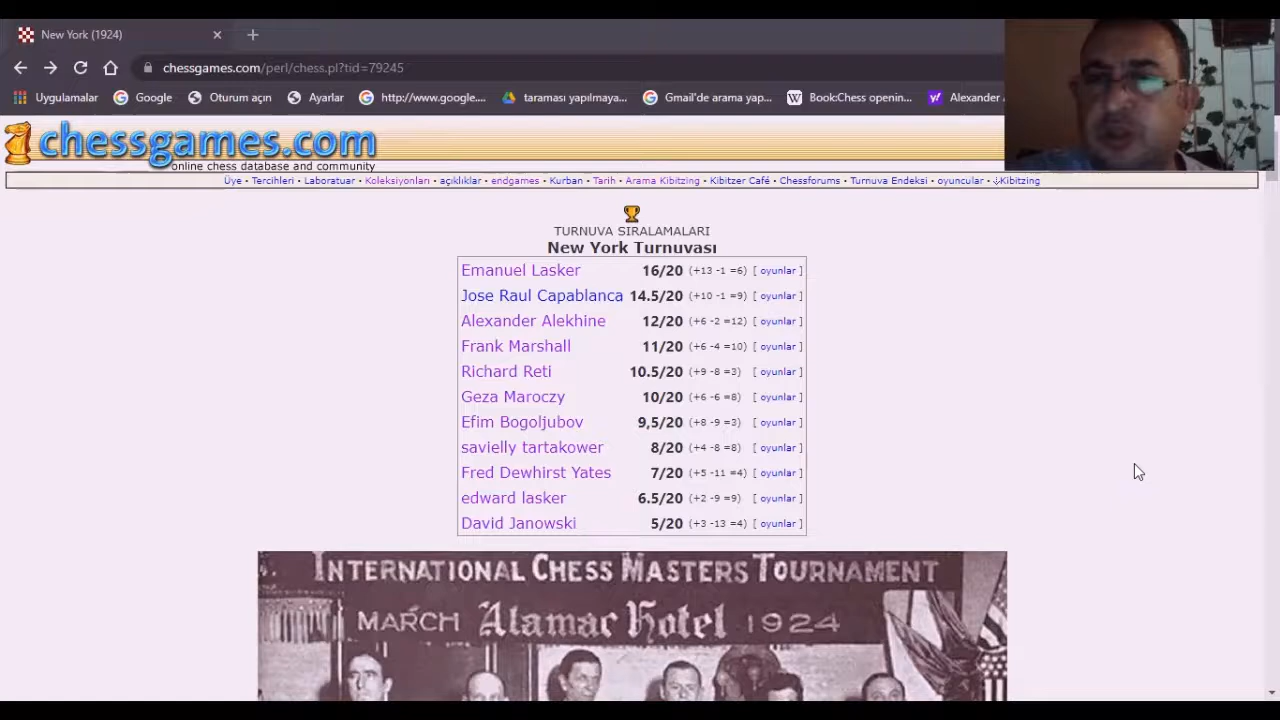 New York (1924)
chessgames.com/perl/chess.pl?tid=79245
Uygulamalar Google Oturum açın Ayarlar http://www.google.... taraması yapılmaya... Gmail'de arama yap... Book:Chess openin... Alexander
chessgames.com
online chess database and community
Üye • Tercihleri • Laboratuar • Koleksiyonları • açıklıklar • endgames • Kurban • Tarih • Arama Kibitzing • Kibitzer Café • Chessforums • Turnuva Endeksi • oyuncular • ↓Kibitzing
TURNUVA SIRALAMALARI
New York Turnuvası
Emanuel Lasker 16/20 (+13 -1 =6) [ oyunlar ]
Jose Raul Capablanca 14.5/20 (+10 -1 =9) [ oyunlar ]
Alexander Alekhine 12/20 (+6 -2 =12) [ oyunlar ]
Frank Marshall 11/20 (+6 -4 =10) [ oyunlar ]
Richard Reti 10.5/20 (+9 -8 =3) [ oyunlar ]
Geza Maroczy 10/20 (+6 -6 =8) [ oyunlar ]
Efim Bogoljubov 9,5/20 (+8 -9 =3) [ oyunlar ]
savielly tartakower 8/20 (+4 -8 =8) [ oyunlar ]
Fred Dewhirst Yates 7/20 (+5 -11 =4) [ oyunlar ]
edward lasker 6.5/20 (+2 -9 =9) [ oyunlar ]
David Janowski 5/20 (+3 -13 =4) [ oyunlar ]
INTERNATIONAL CHESS MASTERS TOURNAMENT
MARCH Alamac Hotel 1924